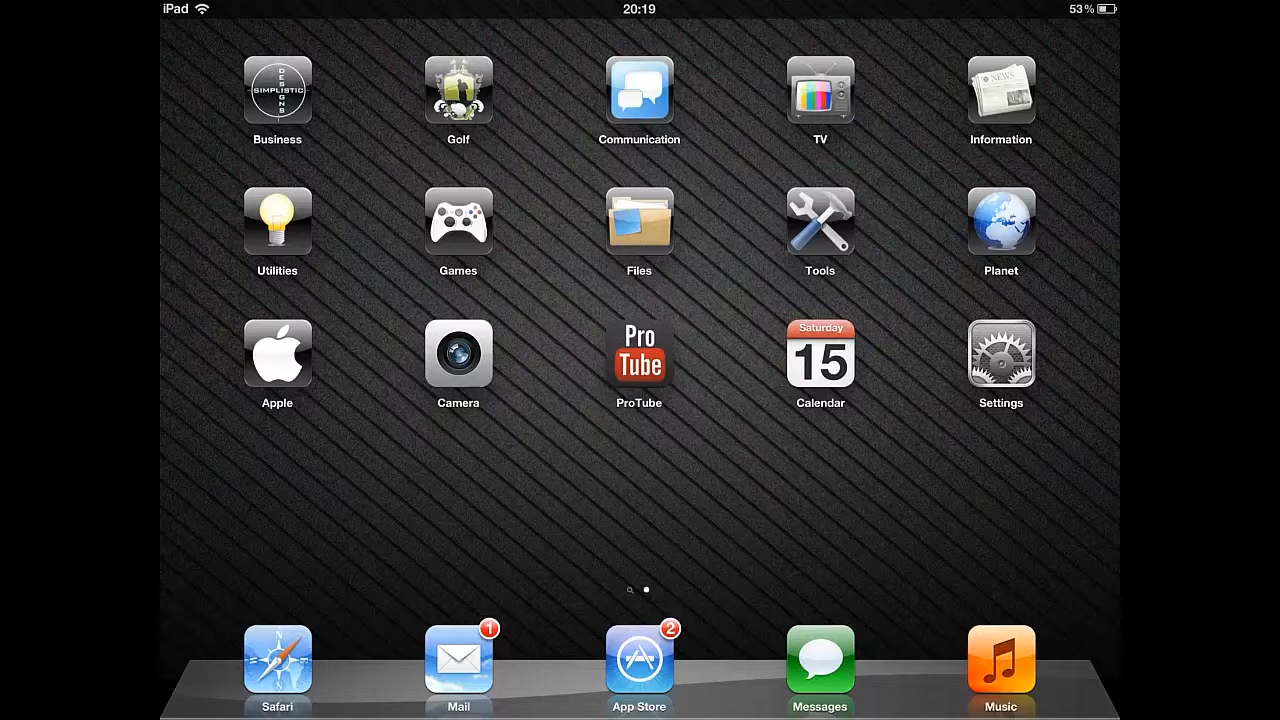 iPad 20:19 53%
DESIGNS
SIMPLISTIC
NEWS
Business Golf Communication TV Information
Utilities Games Files Tools Planet
Pro
Tube
Saturday
15
Apple Camera ProTube Calendar Settings
N
1 2
Safari Mail App Store Messages Music